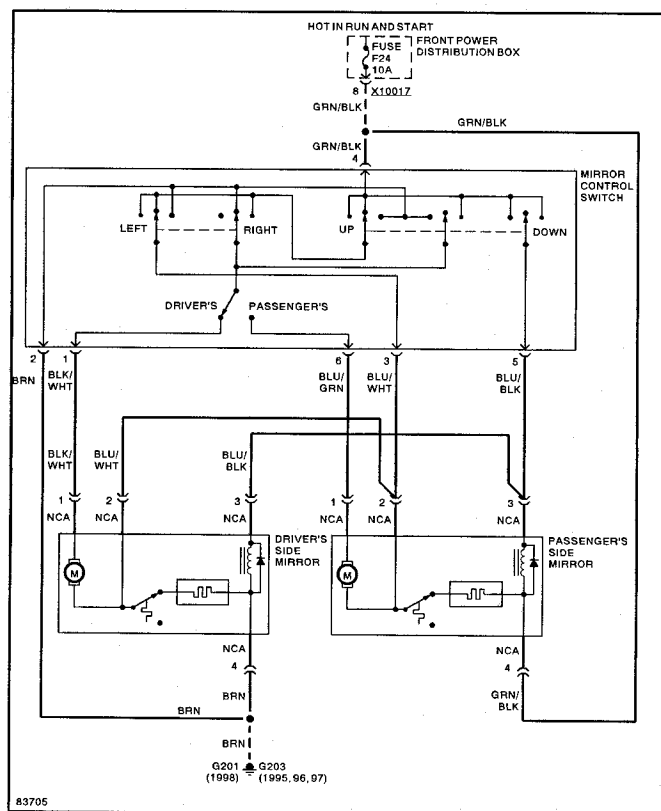 HOT IN RUN AND START
FUSE
F24
10A
FRONT POWER
DISTRIBUTION BOX
8 X10017
GRN/BLK
GRN/BLK
GRN/BLK
4
MIRROR
CONTROL
SWITCH
LEFT
RIGHT
UP
DOWN
DRIVER'S
PASSENGER'S
2 1 6 3 5
BRN
BLK/
WHT
BLU/
GRN
BLU/
WHT
BLU/
BLK
BLK/
WHT
BLU/
WHT
BLU/
BLK
1 2 3 1 2 3
NCA NCA NCA NCA NCA NCA
DRIVER'S
SIDE
MIRROR
PASSENGER'S
SIDE
MIRROR
M
M
NCA
4
NCA
4
BRN
GRN/
BLK
BRN
BRN
G201
(1998)
G203
(1995, 96, 97)
83705